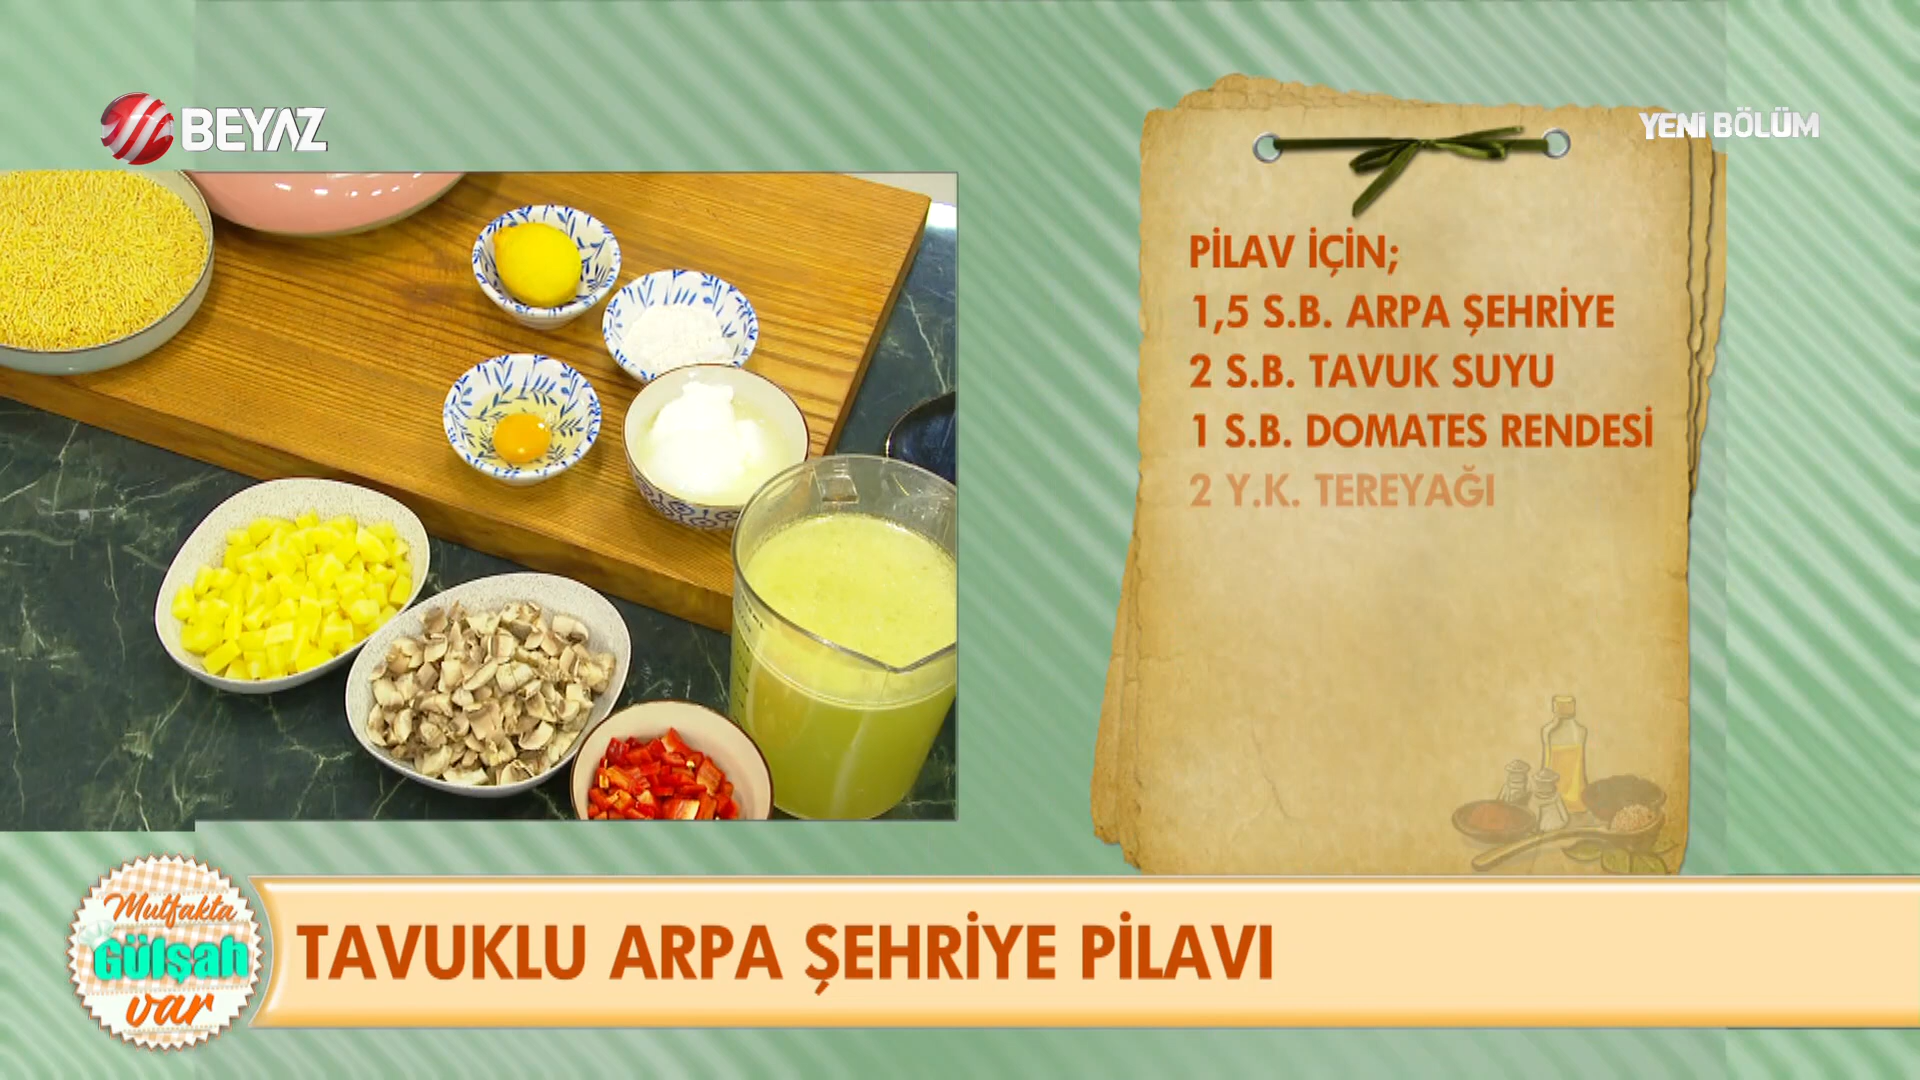 BEYAZ
YENİ BÖLÜM
PİLAV İÇİN;
1,5 S.B. ARPA ŞEHRİYE
2 S.B. TAVUK SUYU
1 S.B. DOMATES RENDESİ
2 Y.K. TEREYAĞI
Mutfakta
Gülşah
var
TAVUKLU ARPA ŞEHRİYE PİLAVI